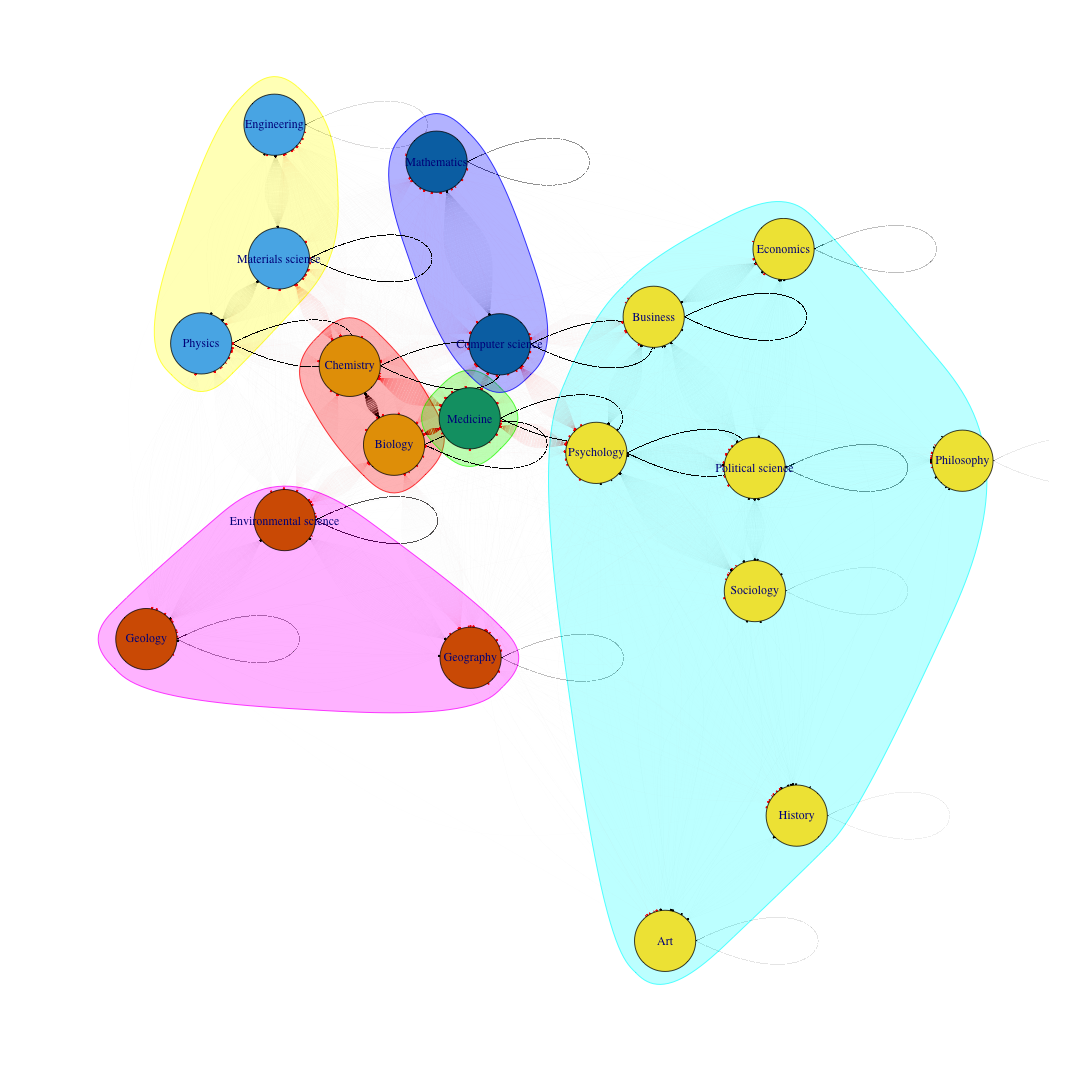 Engineering
Mathematics
Economics
Materials science
Business
Physics
Computer science
Chemistry
Medicine
Biology
Psychology
Political science
Philosophy
Environmental science
Sociology
Geology
Geography
History
Art